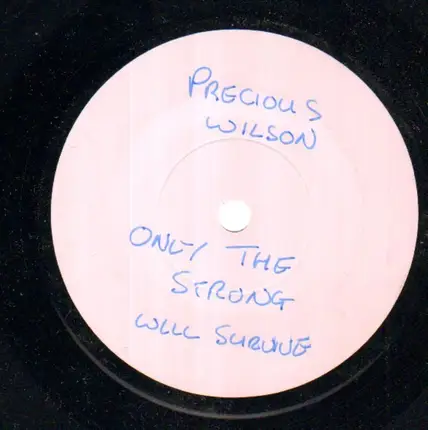 PRECIOUS
WILSON
ONLY THE
STRONG
WILL SURVIVE